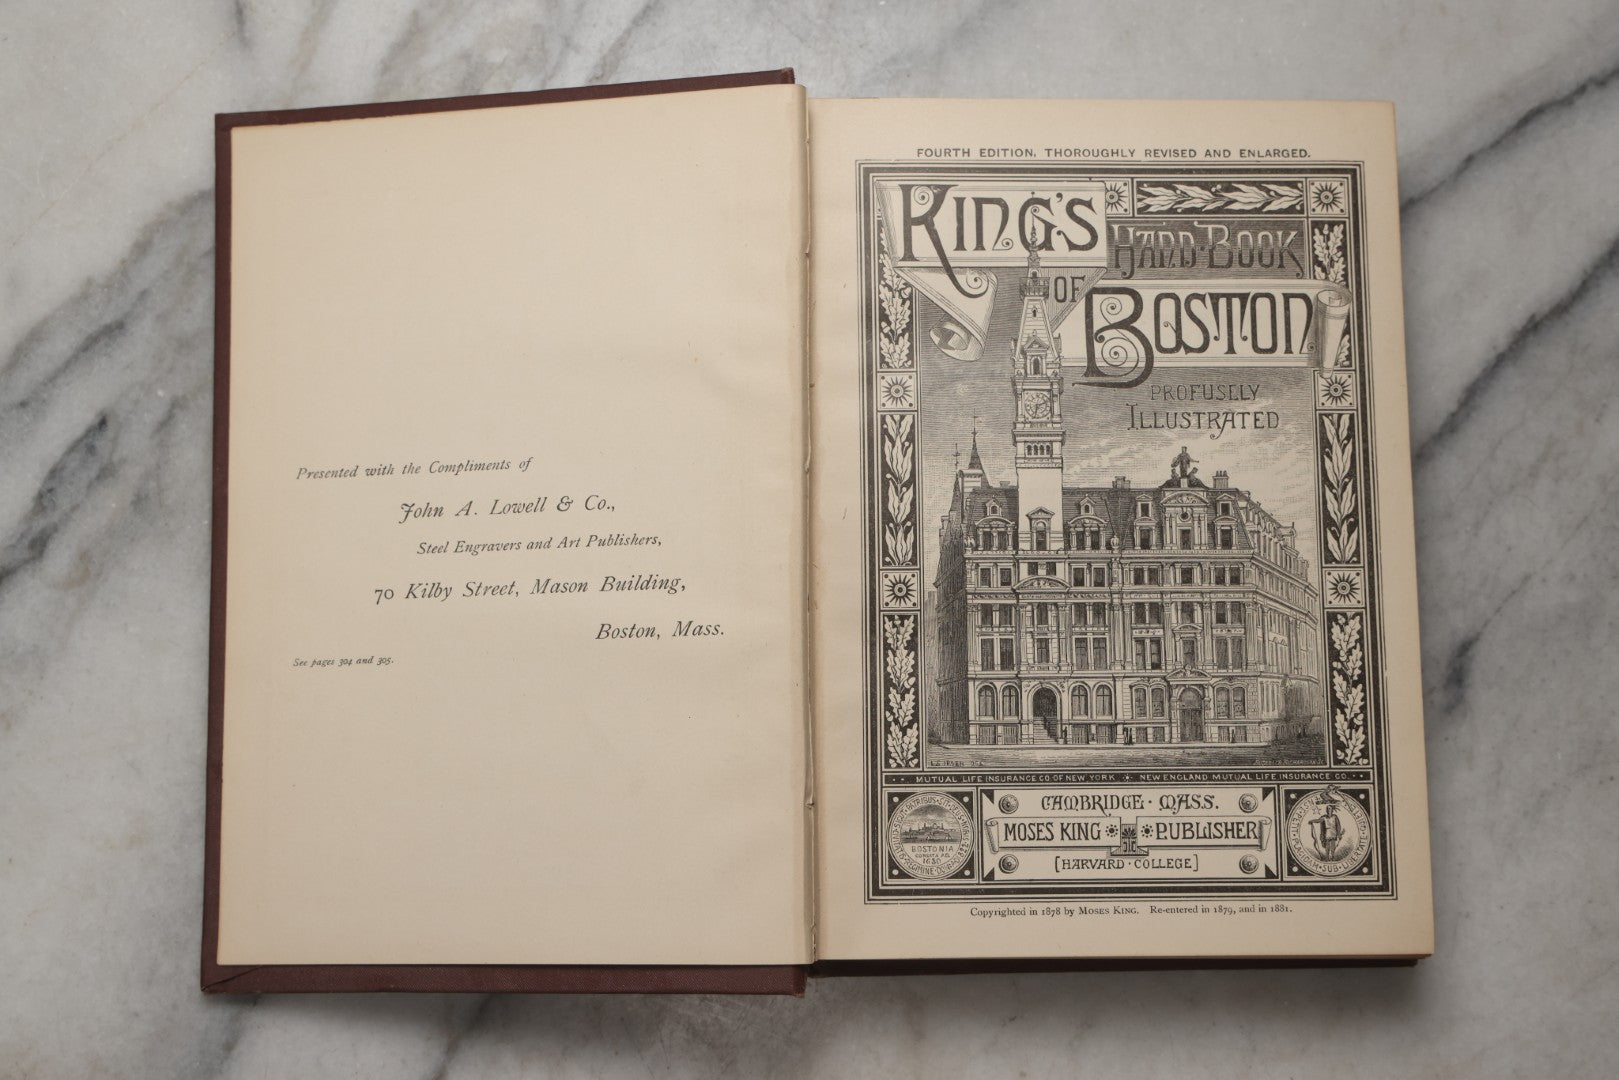 Presented with the Compliments of
John A. Lowell & Co.,
Steel Engravers and Art Publishers,
70 Kilby Street, Mason Building,
Boston, Mass.
See pages 304 and 305.
FOURTH EDITION. THOROUGHLY REVISED AND ENLARGED.
KING'S
HAND-BOOK
OF
BOSTON
PROFUSELY
ILLUSTRATED
MUTUAL LIFE INSURANCE CO. OF NEW YORK NEW ENGLAND MUTUAL LIFE INSURANCE CO.
CAMBRIDGE · MASS.
MOSES KING PUBLISHER
[HARVARD · COLLEGE]
BOSTONIA
CONDITA A.D.
1630
Copyrighted in 1878 by MOSES KING. Re-entered in 1879, and in 1881.